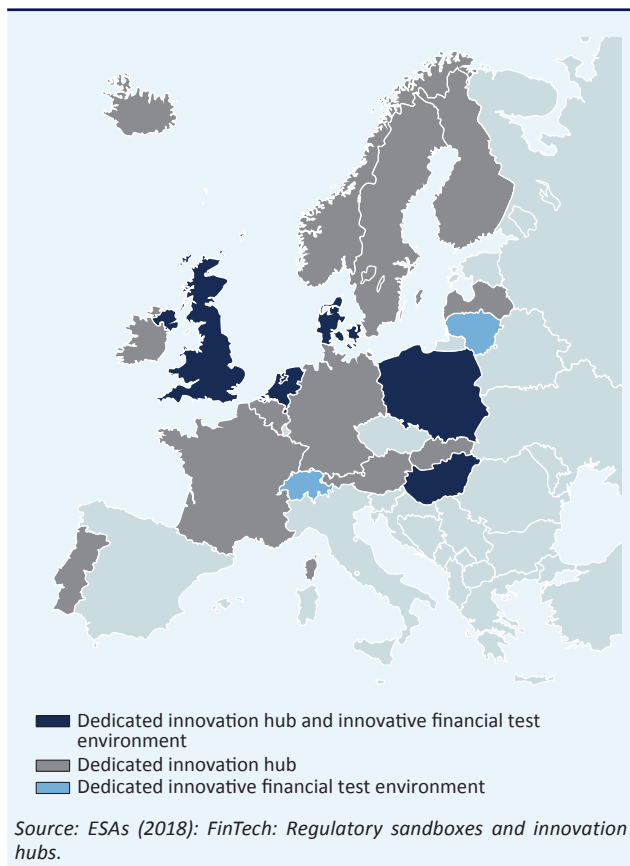 Dedicated innovation hub and innovative financial test
environment
Dedicated innovation hub
Dedicated innovative financial test environment
Source: ESAs (2018): FinTech: Regulatory sandboxes and innovation
hubs.